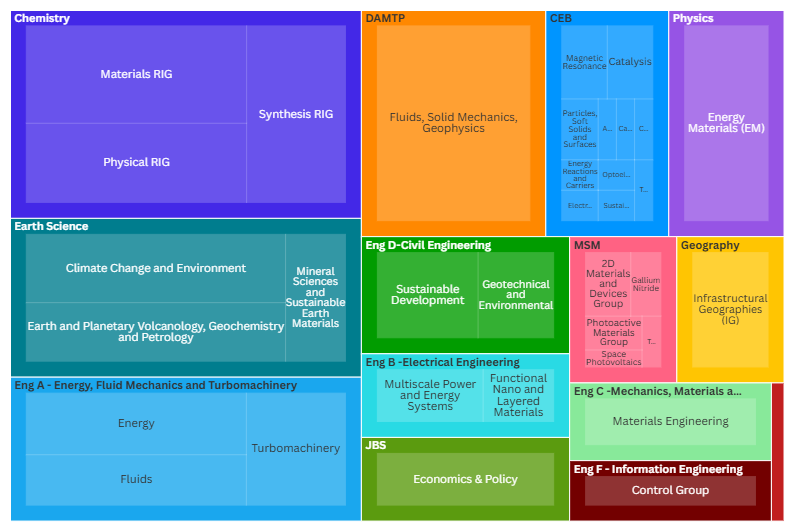 Chemistry
Materials RIG
Physical RIG
Synthesis RIG
DAMTP
Fluids, Solid Mechanics,
Geophysics
CEB
Magnetic
Resonance
Catalysis
Particles,
Soft
Solids
and
Surfaces
A...
Ca...
C...
Energy
Reactions
and
Carriers
Optoel...
T...
Electr...
Sustai...
Physics
Energy
Materials (EM)
Earth Science
Climate Change and Environment
Earth and Planetary Volcanology, Geochemistry
and Petrology
Mineral
Sciences
and
Sustainable
Earth
Materials
Eng D-Civil Engineering
Sustainable
Development
Geotechnical
and
Environmental
MSM
2D
Materials
and
Devices
Group
Gallium
Nitride
Photoactive
Materials
Group
T...
Space
Photovoltaics
Geography
Infrastructural
Geographies
(IG)
Eng A - Energy, Fluid Mechanics and Turbomachinery
Energy
Fluids
Turbomachinery
Eng B -Electrical Engineering
Multiscale Power
and Energy
Systems
Functional
Nano and
Layered
Materials
JBS
Economics & Policy
Eng C -Mechanics, Materials a...
Materials Engineering
Eng F - Information Engineering
Control Group